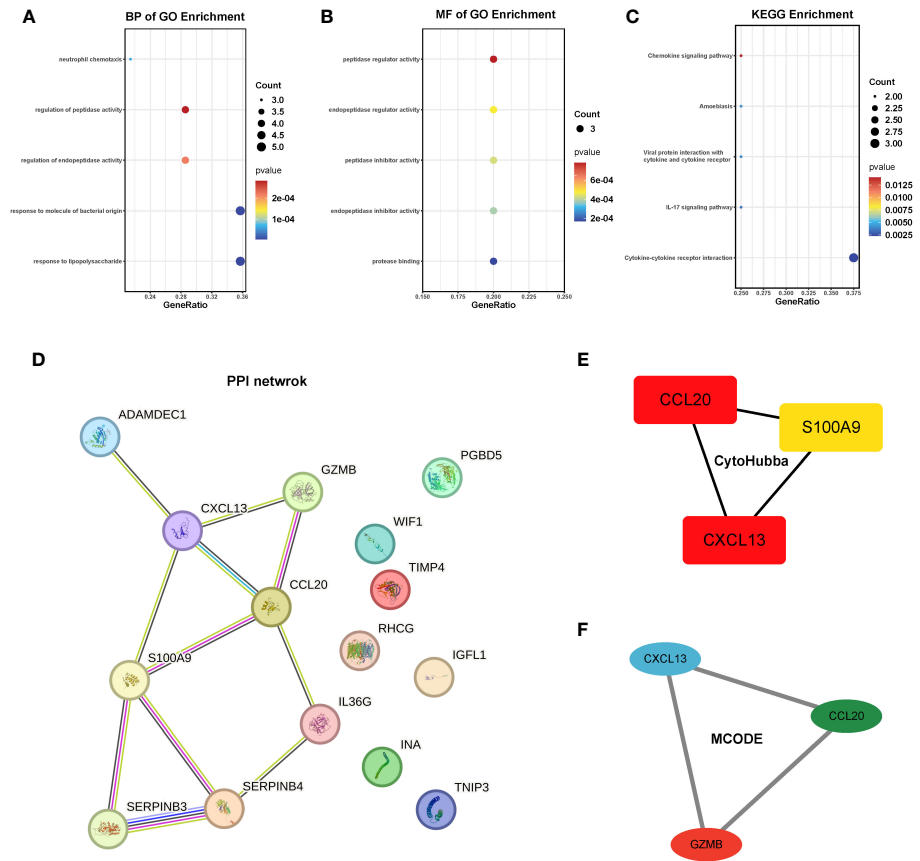 A
BP of GO Enrichment
neutrophil chemotaxis
regulation of peptidase activity
regulation of endopeptidase activity
response to molecule of bacterial origin
response to lipopolysaccharide
0.24 0.28 0.32 0.36
GeneRatio
Count
3.0
3.5
4.0
4.5
5.0
pvalue
2e-04
1e-04
B
MF of GO Enrichment
peptidase regulator activity
endopeptidase regulator activity
peptidase inhibitor activity
endopeptidase inhibitor activity
protease binding
0.150 0.175 0.200 0.225 0.250
GeneRatio
Count
3
pvalue
6e-04
4e-04
2e-04
C
KEGG Enrichment
Chemokine signaling pathway
Amoebiasis
Viral protein interaction with
cytokine and cytokine receptor
IL-17 signaling pathway
Cytokine-cytokine receptor interaction
0.250 0.275 0.300 0.325 0.350 0.375
GeneRatio
Count
2.00
2.25
2.50
2.75
3.00
pvalue
0.0125
0.0100
0.0075
0.0050
0.0025
D
PPI netwrok
ADAMDEC1
GZMB
PGBD5
CXCL13
WIF1
TIMP4
CCL20
RHCG
IGFL1
S100A9
IL36G
INA
SERPINB4
TNIP3
SERPINB3
E
CCL20
S100A9
CytoHubba
CXCL13
F
CXCL13
CCL20
MCODE
GZMB